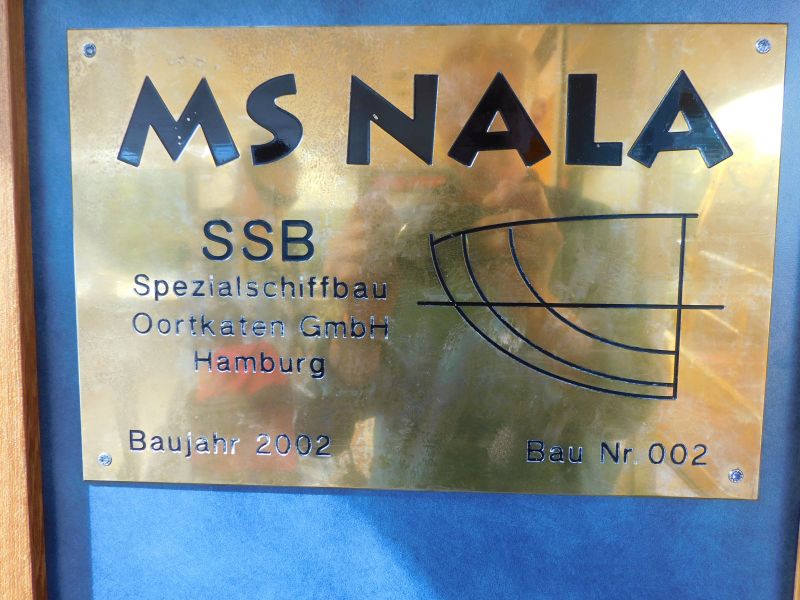 MS NALA
SSB
Spezialschiffbau
Oortkaten GmbH
Hamburg
Baujahr 2002
Bau Nr. 002